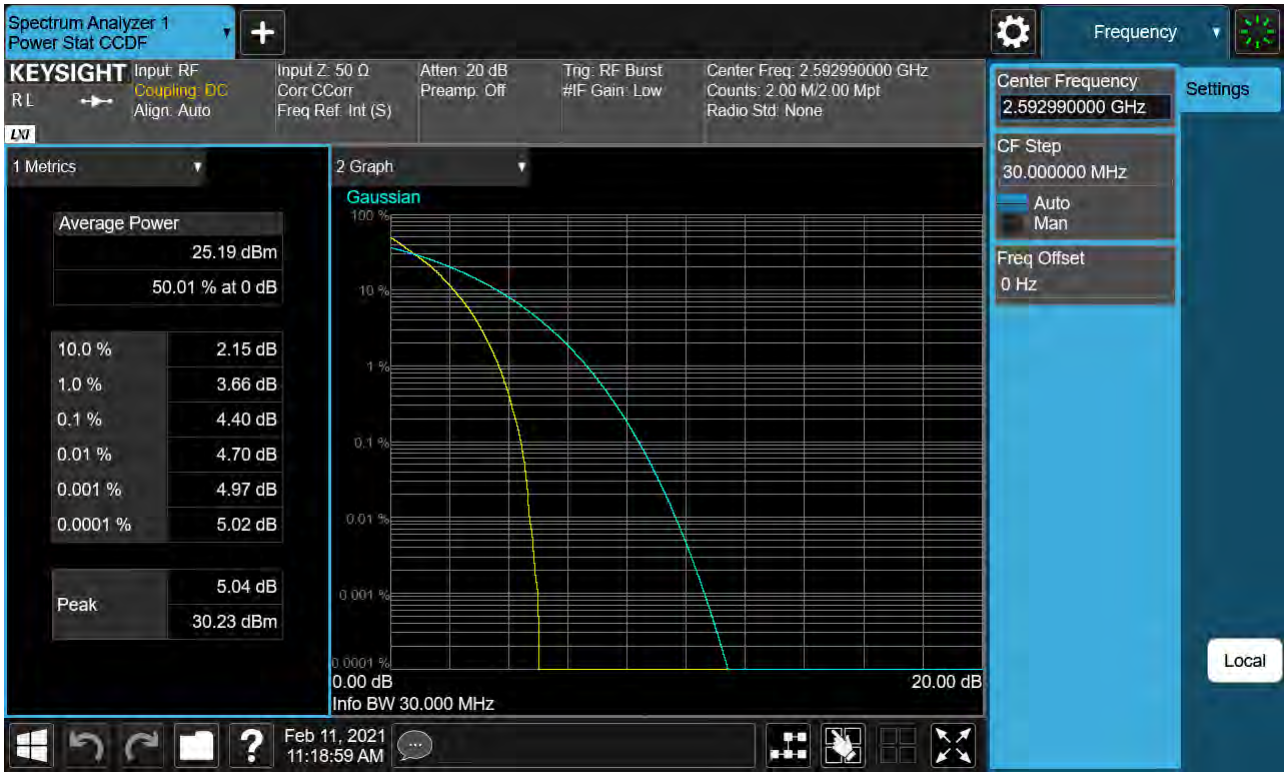 Spectrum Analyzer 1
Power Stat CCDF
+
Frequency
KEYSIGHT
RL
LXI
Input: RF
Coupling: DC
Align: Auto
Input Z: 50 Ω
Corr CCorr
Freq Ref: Int (S)
Atten: 20 dB
Preamp: Off
Trig: RF Burst
#IF Gain: Low
Center Freq: 2.592990000 GHz
Counts: 2.00 M/2.00 Mpt
Radio Std: None
Center Frequency
2.592990000 GHz
Settings
CF Step
30.000000 MHz
Auto
Man
Freq Offset
0 Hz
1 Metrics
Average Power
25.19 dBm
50.01 % at 0 dB
10.0 % 2.15 dB
1.0 % 3.66 dB
0.1 % 4.40 dB
0.01 % 4.70 dB
0.001 % 4.97 dB
0.0001 % 5.02 dB
Peak 5.04 dB
30.23 dBm
2 Graph
Gaussian
100 %
10 %
1 %
0.1 %
0.01 %
0.001 %
0.0001 %
0.00 dB 20.00 dB
Info BW 30.000 MHz
Local
?
Feb 11, 2021
11:18:59 AM